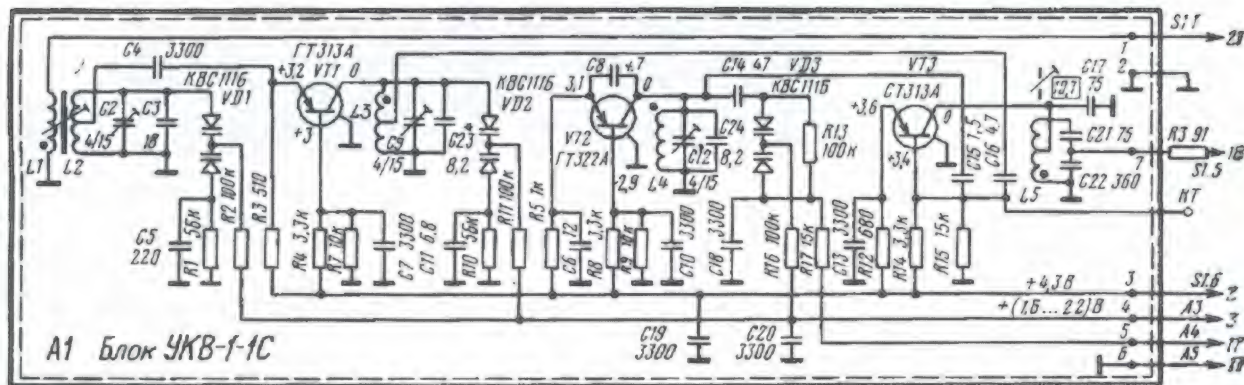 C4 3300
КВС111Б
VD1
C2
4/15
C3
18
L1
L2
C5
220
R1 56к
R2 100к
R3 510
ГТ313А
+3,2 VT1 0
+3
L3
C9
4/15
C23*
8,2
КВС111Б
VD2
R4 3,3к
R7 10к
C7 3300
C11 6,8
R10 56к
R11 100к
R5 1к
C6 12
C8 4,7
3,1
0
VT2
ГТ322А
2,9
L4
C12
4/15
C24
8,2
C14 47
VD3
КВС111Б
R13
100к
R8 3,3к
R9 10к
C10 3300
C18 3300
R16 100к
R17 15к
C13 3300
R12 680
VT3
СТ313А
+3,6
0
+3,4
R14 3,3к
R15 15к
C15 1,5
C16 4,7
C17
75
10,7
L5
C21 75
C22 360
C19
3300
C20
3300
1
2
7
R3 91
S1.1
21
18
S1.5
КТ
+4,3В
3
S1.6
2
+(1,6...22)В
4
A3
3
5
A4
17
6
A5
A1 Блок УКВ-1-1С